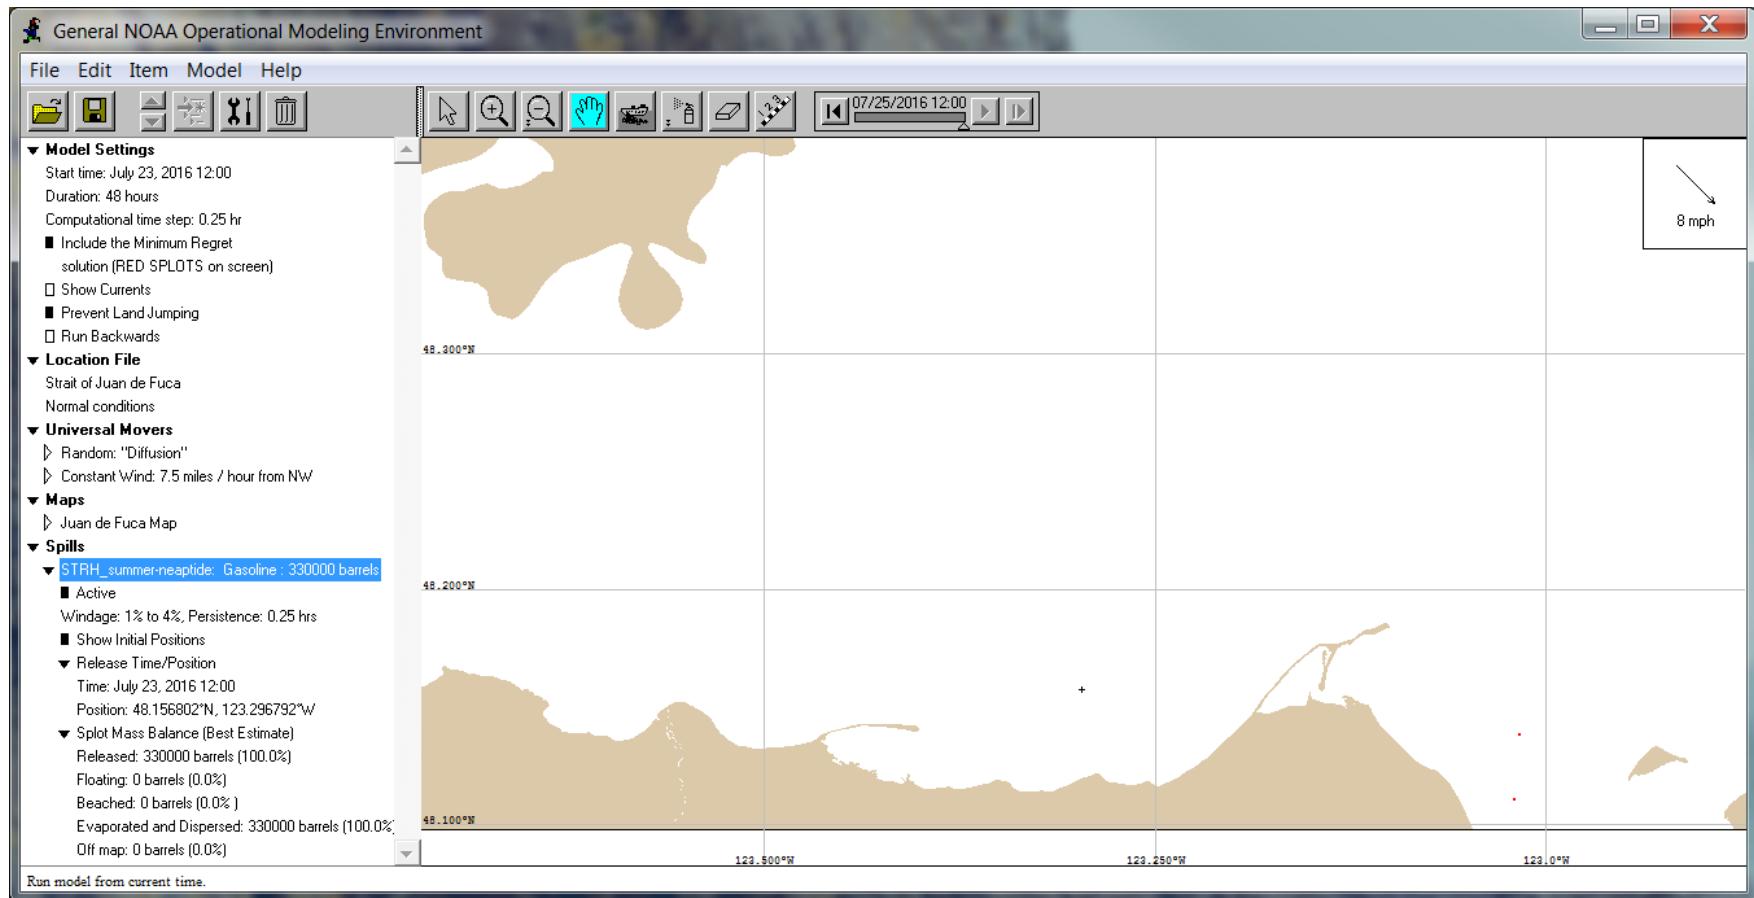 General NOAA Operational Modeling Environment
File Edit Item Model Help
07/25/2016 12:00
Model Settings
Start time: July 23, 2016 12:00
Duration: 48 hours
Computational time step: 0.25 hr
Include the Minimum Regret
solution (RED SPLOTS on screen)
Show Currents
Prevent Land Jumping
Run Backwards
Location File
Strait of Juan de Fuca
Normal conditions
Universal Movers
Random: "Diffusion"
Constant Wind: 7.5 miles / hour from NW
Maps
Juan de Fuca Map
Spills
STRH_summer-neaptide: Gasoline : 330000 barrels
Active
Windage: 1% to 4%, Persistence: 0.25 hrs
Show Initial Positions
Release Time/Position
Time: July 23, 2016 12:00
Position: 48.156802°N, 123.296792°W
Splot Mass Balance (Best Estimate)
Released: 330000 barrels (100.0%)
Floating: 0 barrels (0.0%)
Beached: 0 barrels (0.0% )
Evaporated and Dispersed: 330000 barrels (100.0%
Off map: 0 barrels (0.0%)
8 mph
48.300°N
48.200°N
48.100°N
123.500°W 123.250°W 123.0°W
Run model from current time.